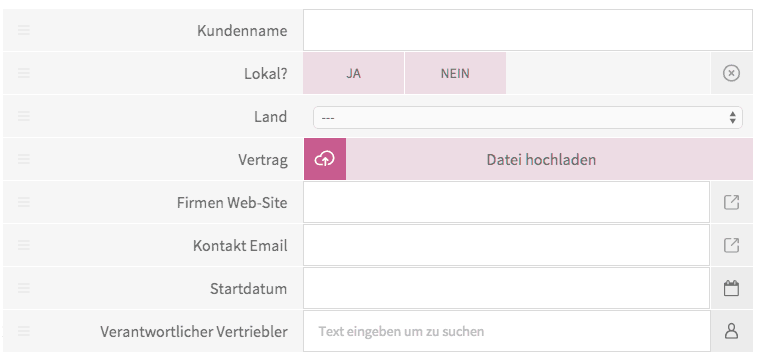 Kundenname
Lokal? JA NEIN
Land ---
Vertrag Datei hochladen
Firmen Web-Site
Kontakt Email
Startdatum
Verantwortlicher Vertriebler Text eingeben um zu suchen